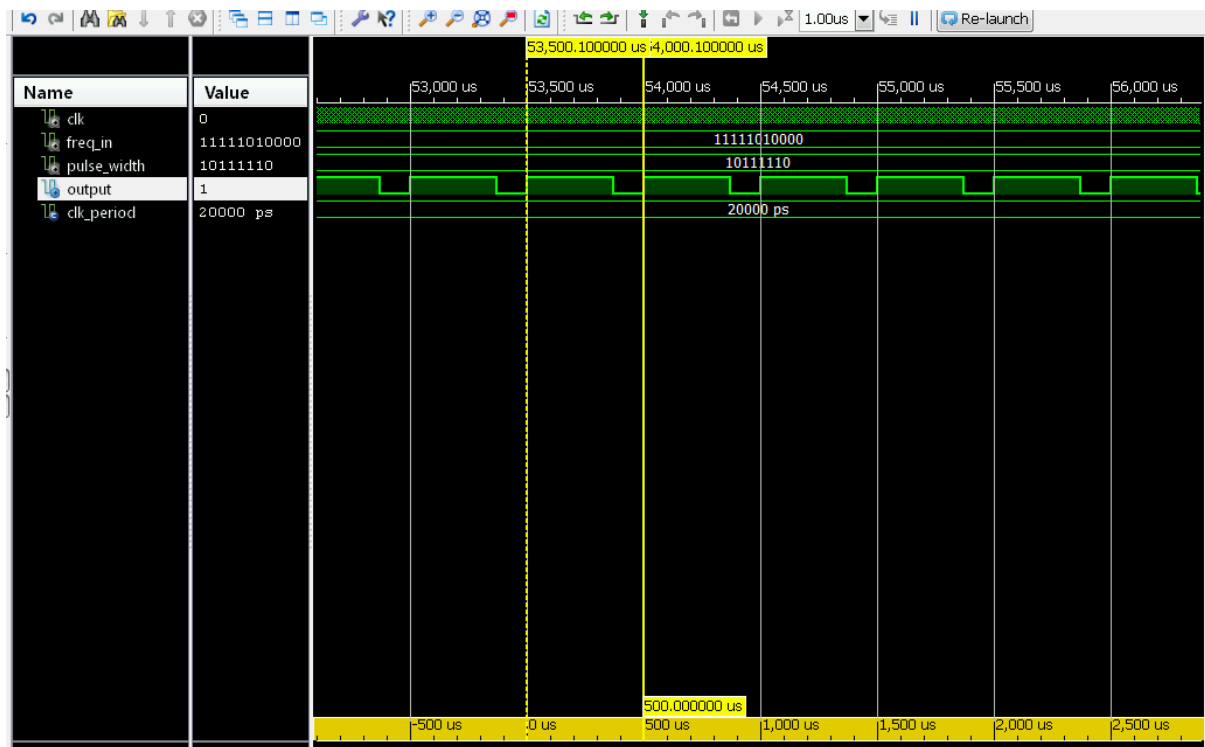 1.00us Re-launch
53,500.100000 us 54,000.100000 us
Name Value
53,000 us 53,500 us 54,000 us 54,500 us 55,000 us 55,500 us 56,000 us
clk 0
freq_in 11111010000 11111010000
pulse_width 10111110 10111110
output 1
clk_period 20000 ps 20000 ps
500.000000 us
-500 us 0 us 500 us 1,000 us 1,500 us 2,000 us 2,500 us